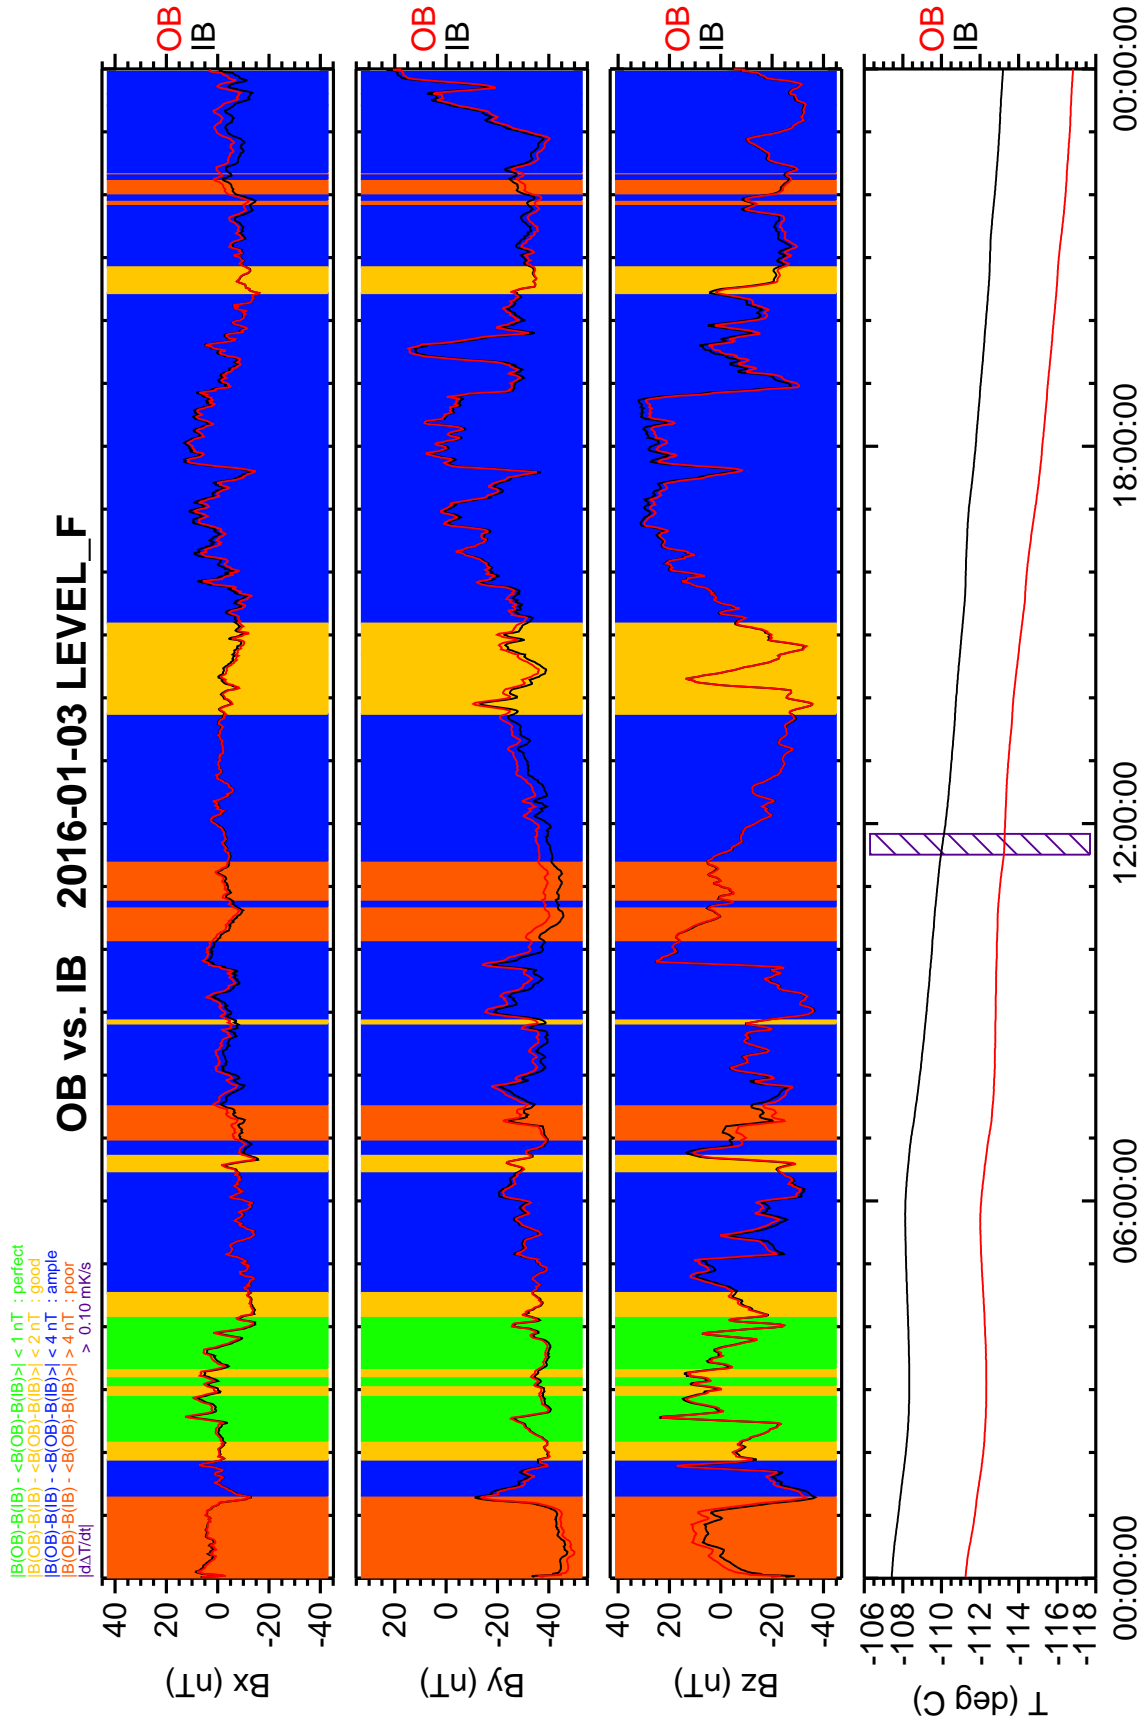 OB vs. IB 2016-01-03 LEVEL_F
|B(OB)-B(IB) - <B(OB)-B(IB)>| < 1 nT : perfect
|B(OB)-B(IB) - <B(OB)-B(IB)>| < 2 nT : good
|B(OB)-B(IB) - <B(OB)-B(IB)>| < 4 nT : ample
|B(OB)-B(IB) - <B(OB)-B(IB)>| > 4 nT : poor
|dΔT/dt| > 0.10 mK/s
Bx (nT)
40
20
0
-20
-40
OB
IB
By (nT)
20
0
-20
-40
OB
IB
Bz (nT)
40
20
0
-20
-40
OB
IB
T (deg C)
-106
-108
-110
-112
-114
-116
-118
OB
IB
00:00:00
06:00:00
12:00:00
18:00:00
00:00:00